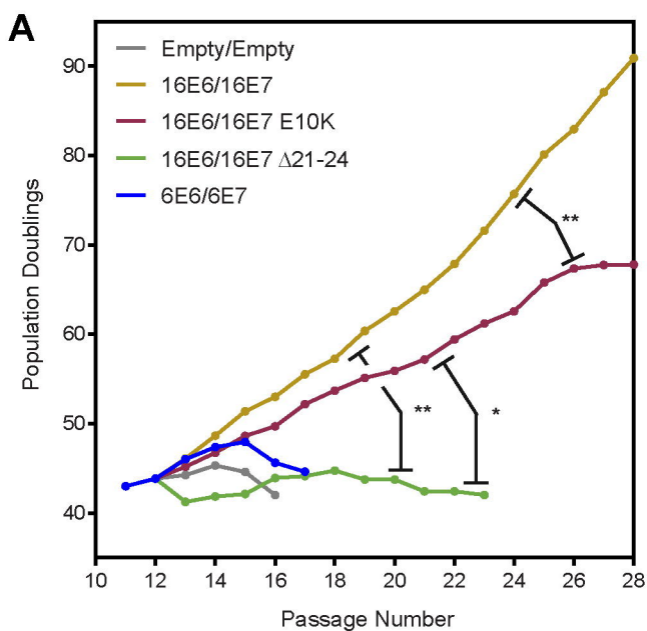 A
Empty/Empty
16E6/16E7
16E6/16E7 E10K
16E6/16E7 Δ21-24
6E6/6E7
90
80
70
60
50
40
Population Doublings
**
**
*
10 12 14 16 18 20 22 24 26 28
Passage Number